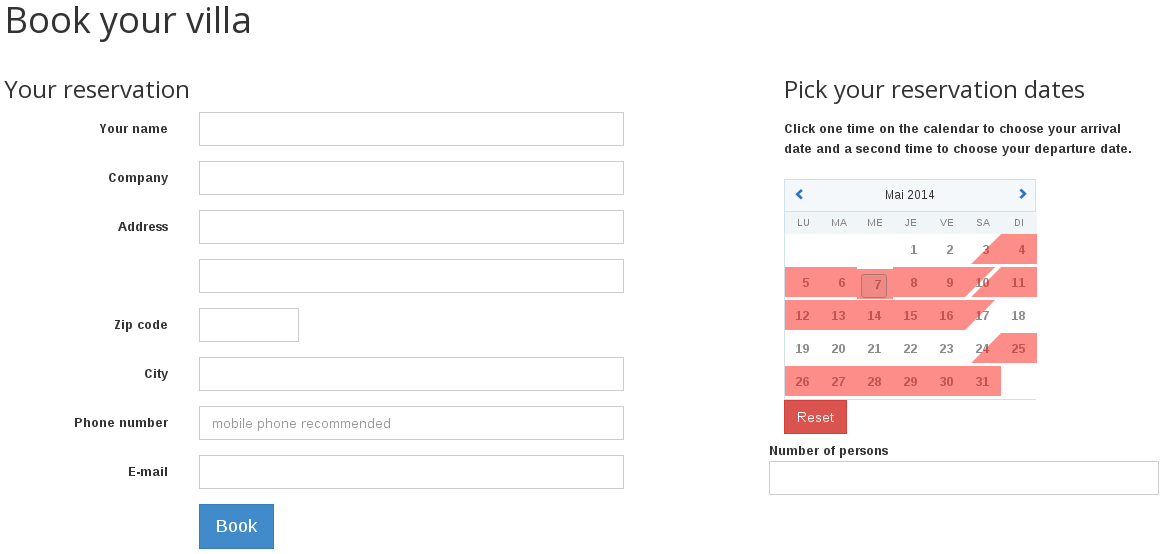 Book your villa
Your reservation
Your name
Company
Address
Zip code
City
Phone number
mobile phone recommended
E-mail
Book
Pick your reservation dates
Click one time on the calendar to choose your arrival
date and a second time to choose your departure date.
Mai 2014
LU MA ME JE VE SA DI
1 2 3 4
5 6 7 8 9 10 11
12 13 14 15 16 17 18
19 20 21 22 23 24 25
26 27 28 29 30 31
Reset
Number of persons